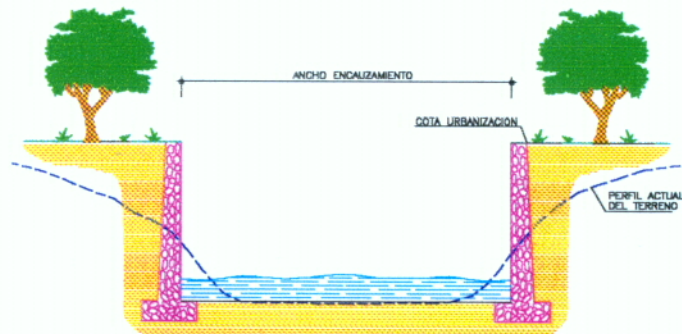 ANCHO ENCAUZAMIENTO
COTA URBANIZACION
PERFIL ACTUAL
DEL TERRENO